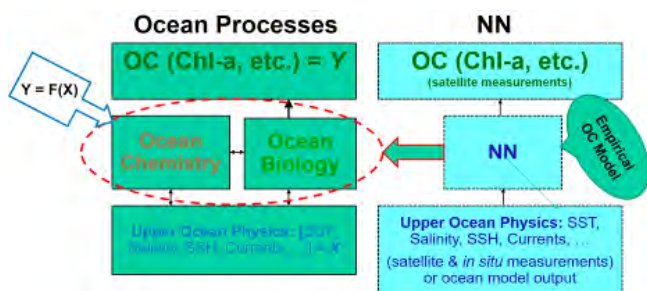 Ocean Processes
NN
OC (Chl-a, etc.) = Y
OC (Chl-a, etc.)
(satellite measurements)
Y = F(X)
Ocean
Chemistry
Ocean
Biology
NN
Empirical
OC Model
Upper Ocean Physics: [SST,
Salinity, SSH, Currents, …] = X
Upper Ocean Physics: SST,
Salinity, SSH, Currents, …
(satellite & in situ measurements)
or ocean model output